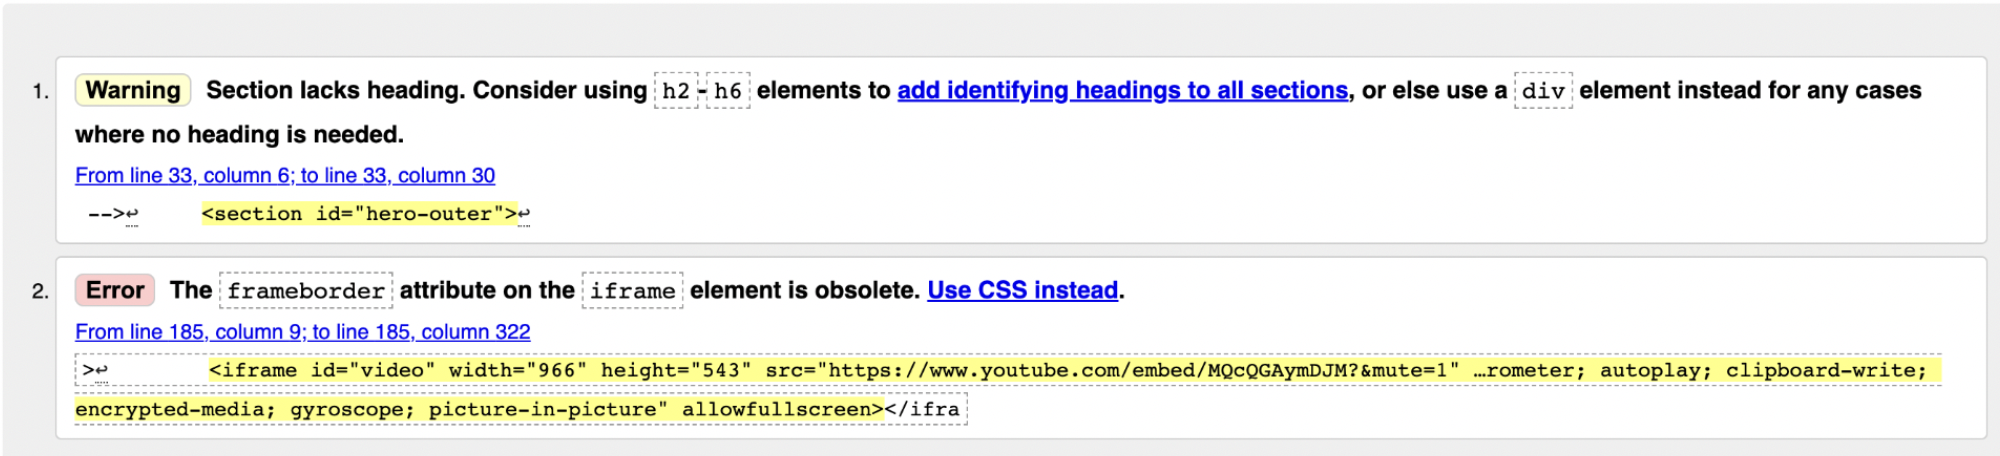 1. Warning Section lacks heading. Consider using h2-h6 elements to add identifying headings to all sections, or else use a div element instead for any cases
where no heading is needed.
From line 33, column 6; to line 33, column 30
-->↩ <section id="hero-outer">↩
2. Error The frameborder attribute on the iframe element is obsolete. Use CSS instead.
From line 185, column 9; to line 185, column 322
>↩ <iframe id="video" width="966" height="543" src="https://www.youtube.com/embed/MQcQGAymDJM?&mute=1" …rometer; autoplay; clipboard-write;
encrypted-media; gyroscope; picture-in-picture" allowfullscreen></ifra